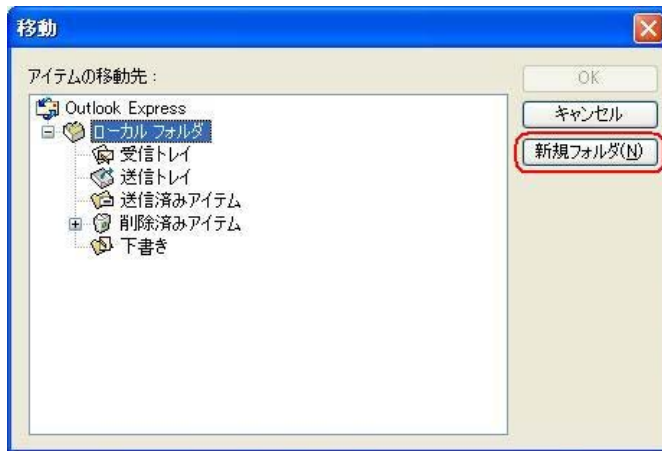 移動
アイテムの移動先：
Outlook Express
ローカル フォルダ
受信トレイ
送信トレイ
送信済みアイテム
削除済みアイテム
下書き
OK
キャンセル
新規フォルダ(N)